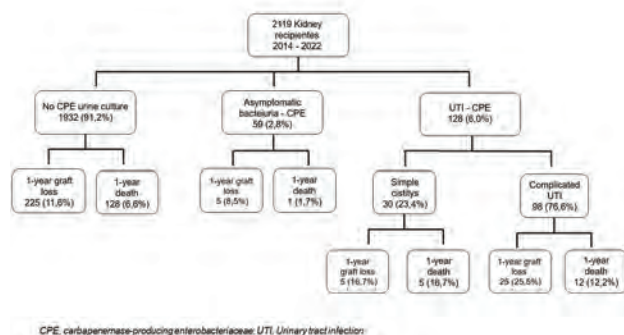 2119 Kidney
recipientes
2014 - 2022
No CPE urine culture
1932 (91,2%)
Asymptomatic
bacteiuria - CPE
59 (2,8%)
UTI - CPE
128 (6,0%)
1-year graft
loss
225 (11,6%)
1-year
death
128 (6,6%)
1-year graft
loss
5 (8,5%)
1-year
death
1 (1,7%)
Simple
cistitys
30 (23,4%)
Complicated
UTI
98 (76,6%)
1-year
graft loss
5 (16,7%)
1-year
death
5 (16,7%)
1-year graft
loss
25 (25,5%)
1-year
death
12 (12,2%)
CPE, carbapenemase-producing enterobacteriaceae; UTI, Urinary tract infection